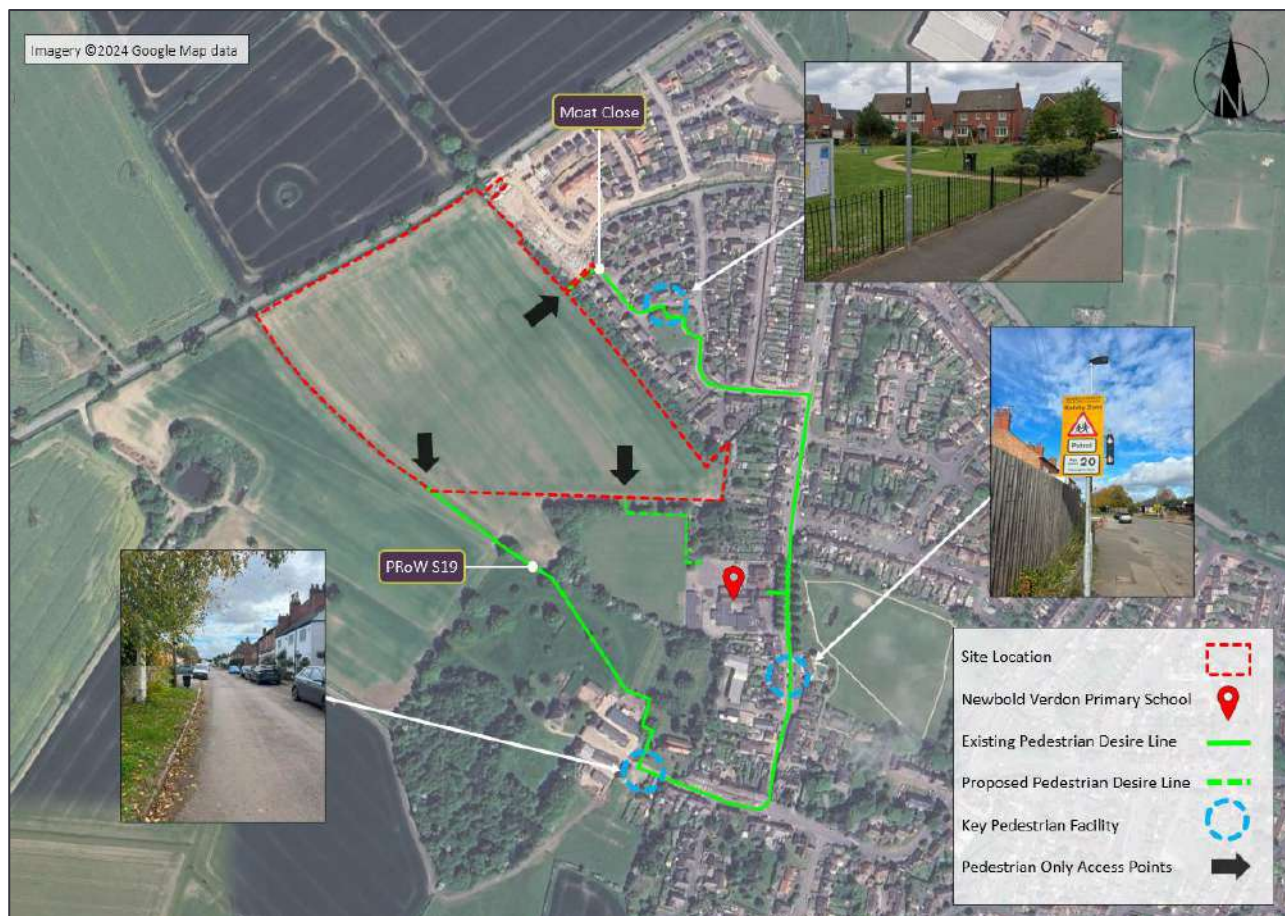 Imagery ©2024 Google Map data
Moat Close
N
PRoW S19
Patrol
20
Site Location
Newbold Verdon Primary School
Existing Pedestrian Desire Line
Proposed Pedestrian Desire Line
Key Pedestrian Facility
Pedestrian Only Access Points